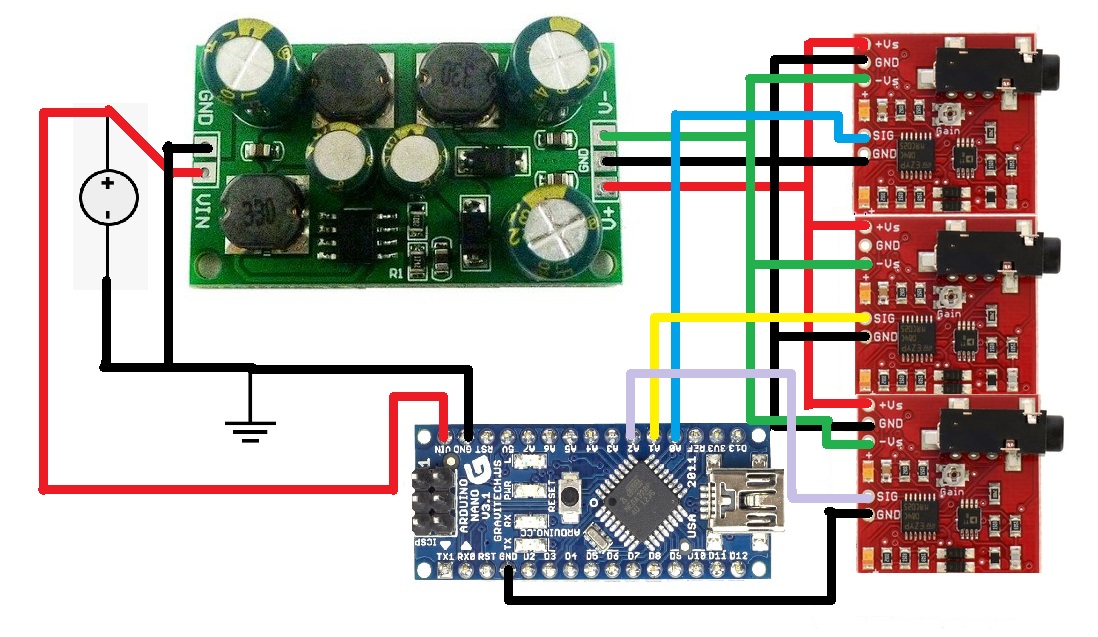 GND
VIN
330
330
V-
GND
V+
R1
+
-
+Vs
GND
-Vs
SIG
GND
Gain
+Vs
GND
-Vs
SIG
GND
Gain
+Vs
GND
-Vs
SIG
GND
Gain
VIN GND RST 5V A7 A6 A5 A4 A3 A2 A1 A0 REF 3V3 D13
1
ICSP
ARDUINO
NANO
V3.1
GRAVITECH.US
L
PWR
RX
TX
RESET
ARDUINO.CC
USA
2011
TX1 RX0 RST GND D2 D3 D4 D5 D6 D7 D8 D9 D10 D11 D12